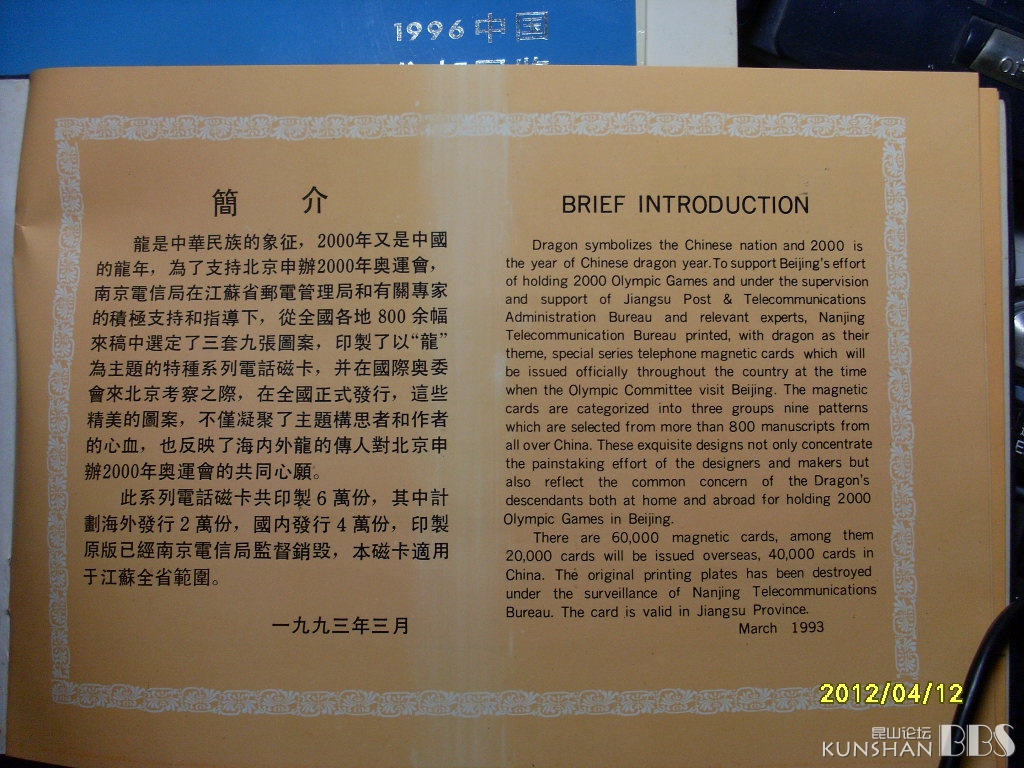 1996 中国
簡 介
龍是中華民族的象征，2000年又是中國
的龍年，為了支持北京申辦2000年奥運會，
南京電信局在江蘇省郵電管理局和有關專家
的積極支持和指導下，從全國各地 800 余幅
來稿中選定了三套九張圖案，印製了以“龍”
為主題的特種系列電話磁卡，并在國際奥委
會來北京考察之際，在全國正式發行，這些
精美的圖案，不僅凝聚了主題構思者和作者
的心血，也反映了海内外龍的傳人對北京申
辦2000年奥運會的共同心願。
此系列電話磁卡共印製 6 萬份，其中計
劃海外發行 2 萬份，國内發行 4 萬份，印製
原版已經南京電信局監督銷毀，本磁卡適用
于江蘇全省範圍。
一九九三年三月
BRIEF INTRODUCTION
Dragon symbolizes the Chinese nation and 2000 is
the year of Chinese dragon year. To support Beijing's effort
of holding 2000 Olympic Games and under the supervision
and support of Jiangsu Post & Telecommunications
Administration Bureau and relevant experts, Nanjing
Telecommunication Bureau printed, with dragon as their
theme, special series telephone magnetic cards which will
be issued officially throughout the country at the time
when the Olympic Committee visit Beijing. The magnetic
cards are categorized into three groups nine patterns
which are selected from more than 800 manuscripts from
all over China. These exquisite designs not only concentrate
the painstaking effort of the designers and makers but
also reflect the common concern of the Dragon's
descendants both at home and abroad for holding 2000
Olympic Games in Beijing.
There are 60,000 magnetic cards, among them
20,000 cards will be issued overseas, 40,000 cards in
China. The original printing plates has been destroyed
under the surveillance of Nanjing Telecommunications
Bureau. The card is valid in Jiangsu Province.
March 1993
2012/04/12
昆山论坛
KUNSHAN BBS